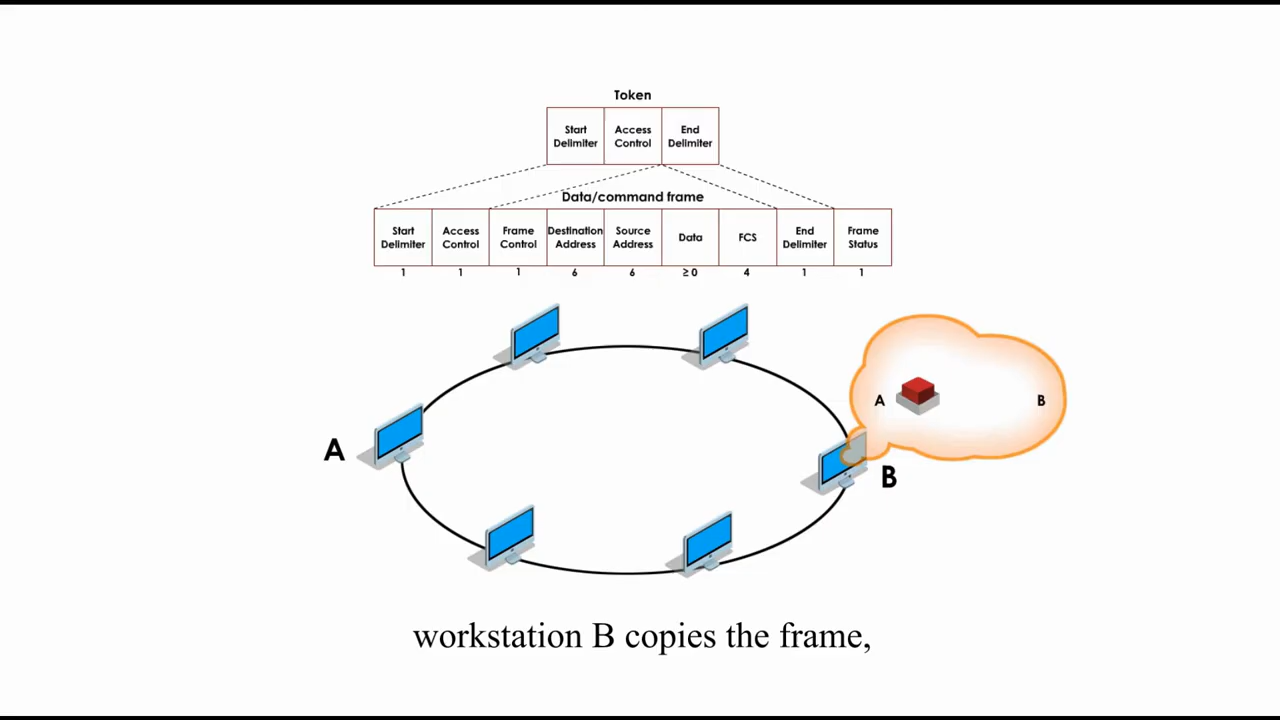 Token
Start Delimiter Access Control End Delimiter
Data/command frame
Start Delimiter Access Control Frame Control Destination Address Source Address Data FCS End Delimiter Frame Status
1 1 1 6 6 ≥ 0 4 1 1
A B
A
B
workstation B copies the frame,